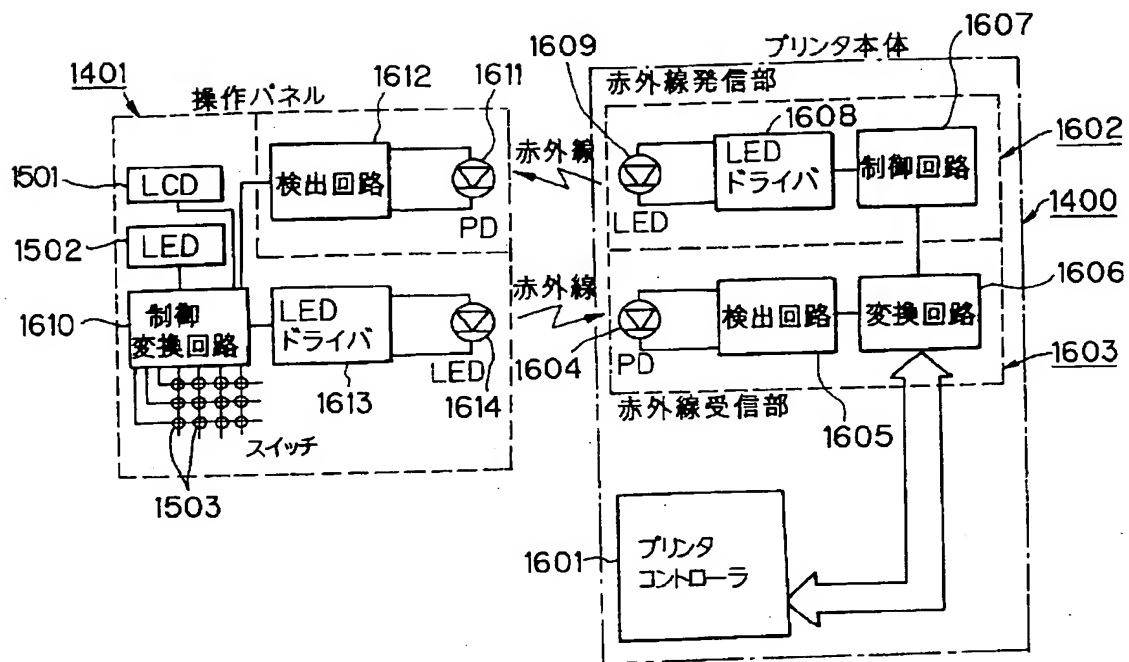 1401
操作パネル
1612
1611
1501
LCD
1502
LED
検出回路
PD
1610
制御
変換回路
LED
ドライバ
1613
LED
1614
スイッチ
1503
赤外線
赤外線
プリンタ本体
1607
赤外線発信部
1609
1608
LED
ドライバ
制御回路
1602
LED
1400
1604
PD
検出回路
変換回路
1606
1603
赤外線受信部
1605
1601
プリンタ
コントローラ